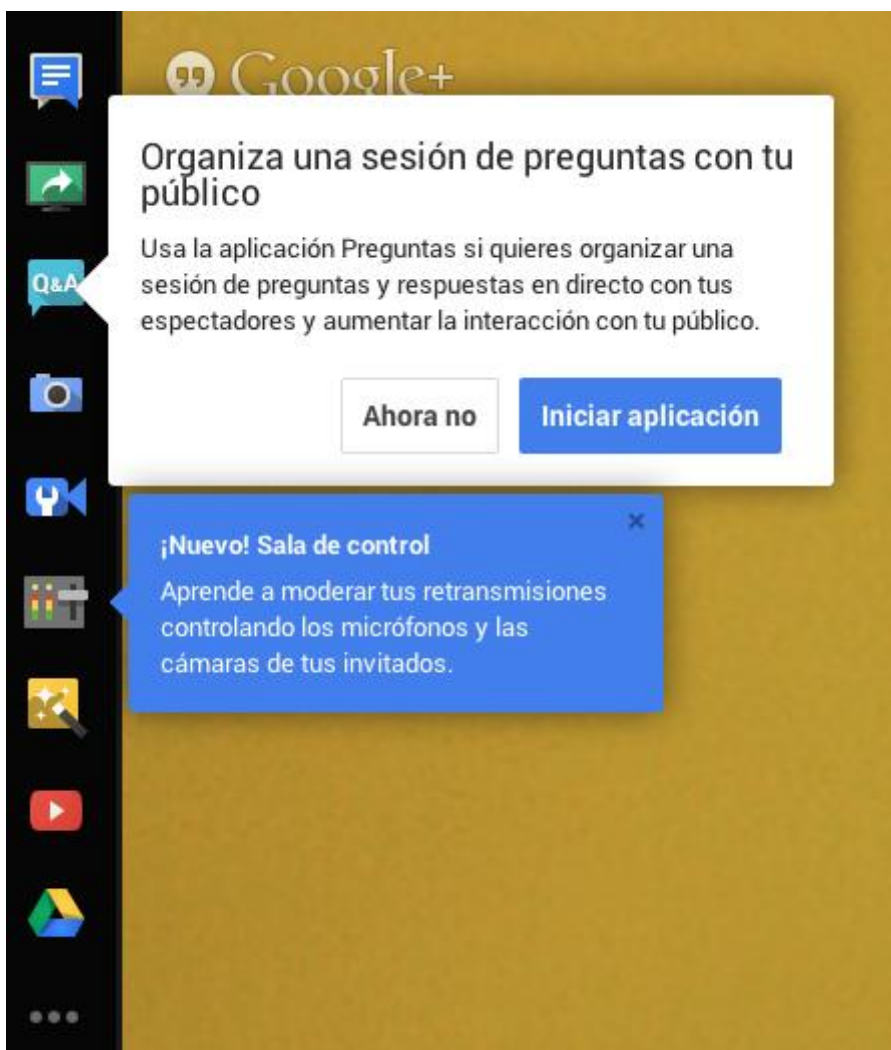 Google+
Organiza una sesión de preguntas con tu
público
Usa la aplicación Preguntas si quieres organizar una
sesión de preguntas y respuestas en directo con tus
espectadores y aumentar la interacción con tu público.
Q&A
Ahora no
Iniciar aplicación
¡Nuevo! Sala de control
Aprende a moderar tus retransmisiones
controlando los micrófonos y las
cámaras de tus invitados.